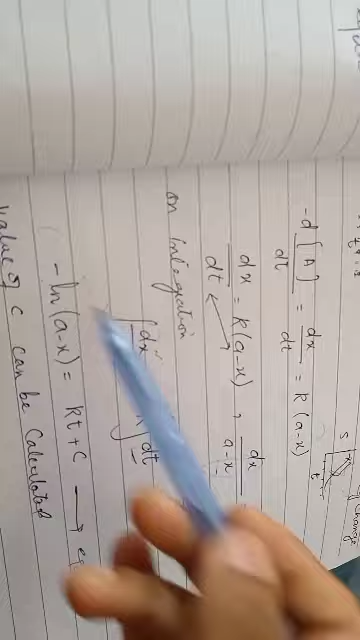 -d[A]/dt = dx/dt = k(a-x)
dx/dt = k(a-x) , dx/a-x
on integration
∫dx k∫dt
-ln(a-x) = kt + c →
Value of c can be Calculated